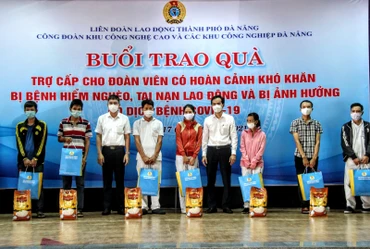 LIÊN ĐOÀN LAO ĐỘNG THÀNH PHỐ ĐÀ NẴNG
CÔNG ĐOÀN KHU CÔNG NGHỆ CAO VÀ CÁC KHU CÔNG NGHIỆP ĐÀ NẴNG
BUỔI TRAO QUÀ
TRỢ CẤP CHO ĐOÀN VIÊN CÓ HOÀN CẢNH KHÓ KHĂN
BỊ BỆNH HIỂM NGHÈO, TAI NẠN LAO ĐỘNG VÀ BỊ ẢNH HƯỞNG
DỊCH BỆNH COVID-19